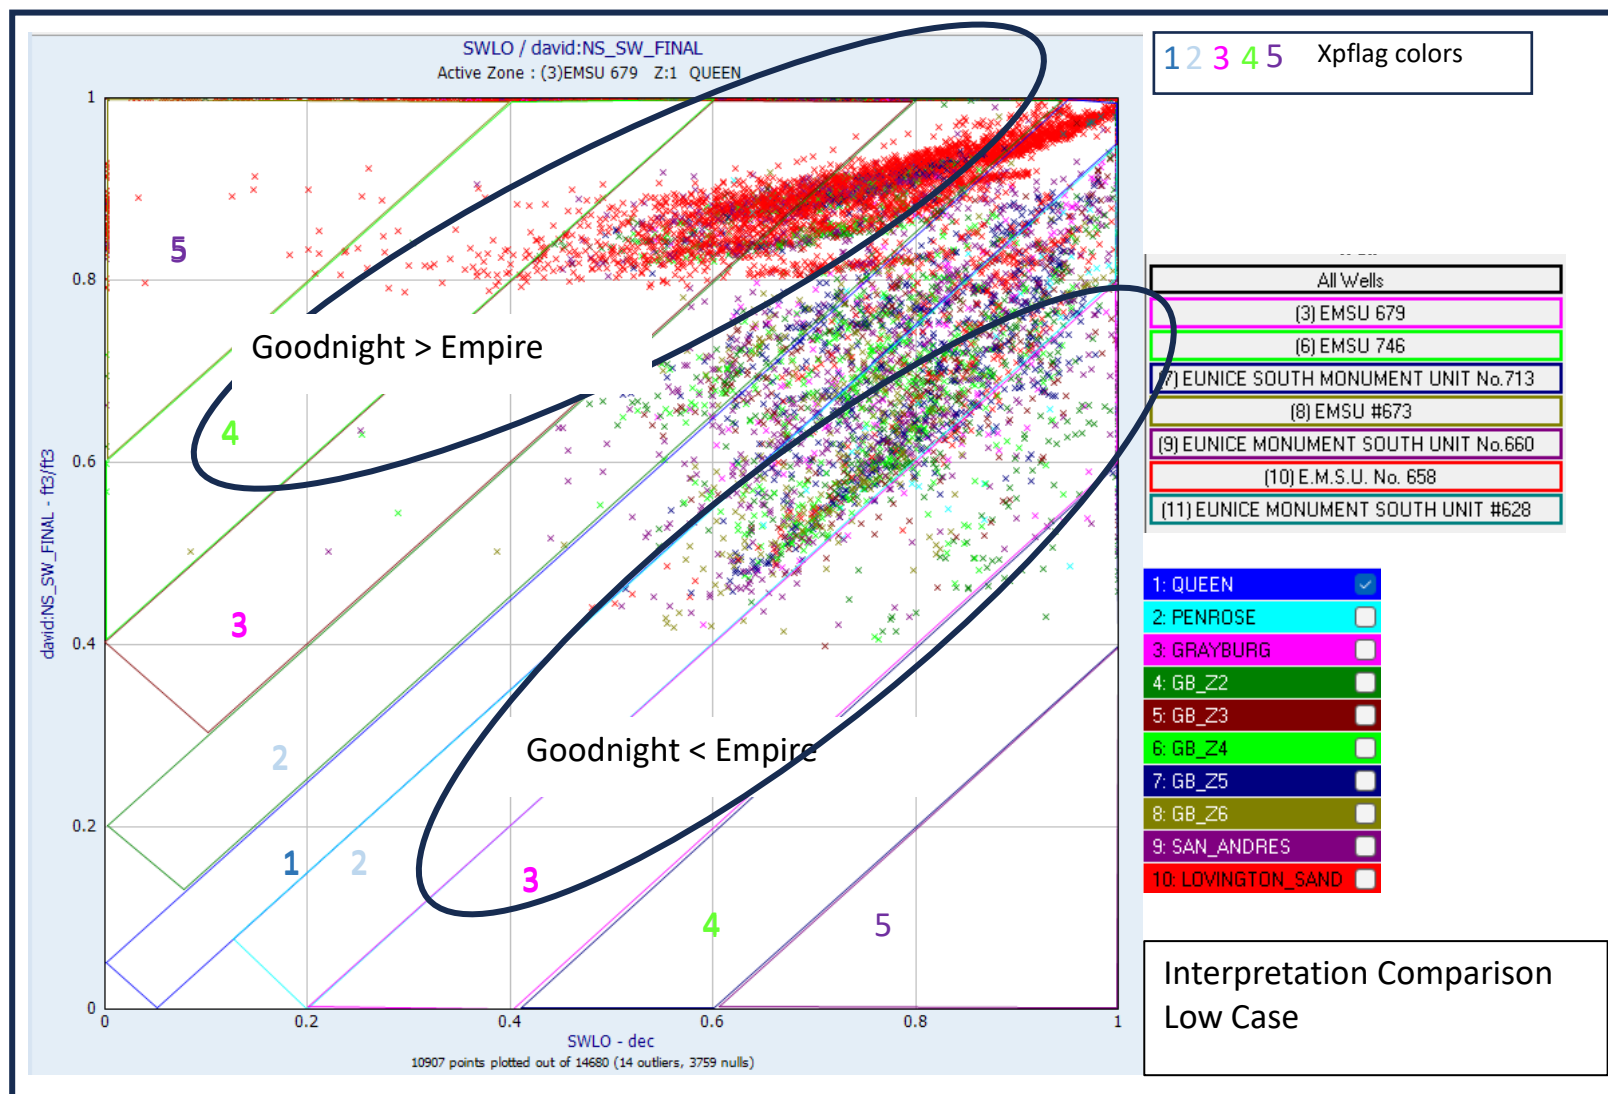 SWLO / david:NS_SW_FINAL
Active Zone : (3)EMSU 679 Z:1 QUEEN
1 2 3 4 5 Xpflag colors
1
0.8
0.6
0.4
0.2
0
david:NS_SW_FINAL - ft3/ft3
5
Goodnight > Empire
4
3
2
1
2
3
4
5
Goodnight < Empire
0
0.2
0.4
0.6
0.8
1
SWLO - dec
10907 points plotted out of 14680 (14 outliers, 3759 nulls)
All Wells
(3) EMSU 679
(6) EMSU 746
7) EUNICE SOUTH MONUMENT UNIT No.713
(8) EMSU #673
(9) EUNICE MONUMENT SOUTH UNIT No.660
(10) E.M.S.U. No. 658
(11) EUNICE MONUMENT SOUTH UNIT #628
1: QUEEN
2: PENROSE
3: GRAYBURG
4: GB_Z2
5: GB_Z3
6: GB_Z4
7: GB_Z5
8: GB_Z6
9: SAN_ANDRES
10: LOVINGTON_SAND
Interpretation Comparison
Low Case